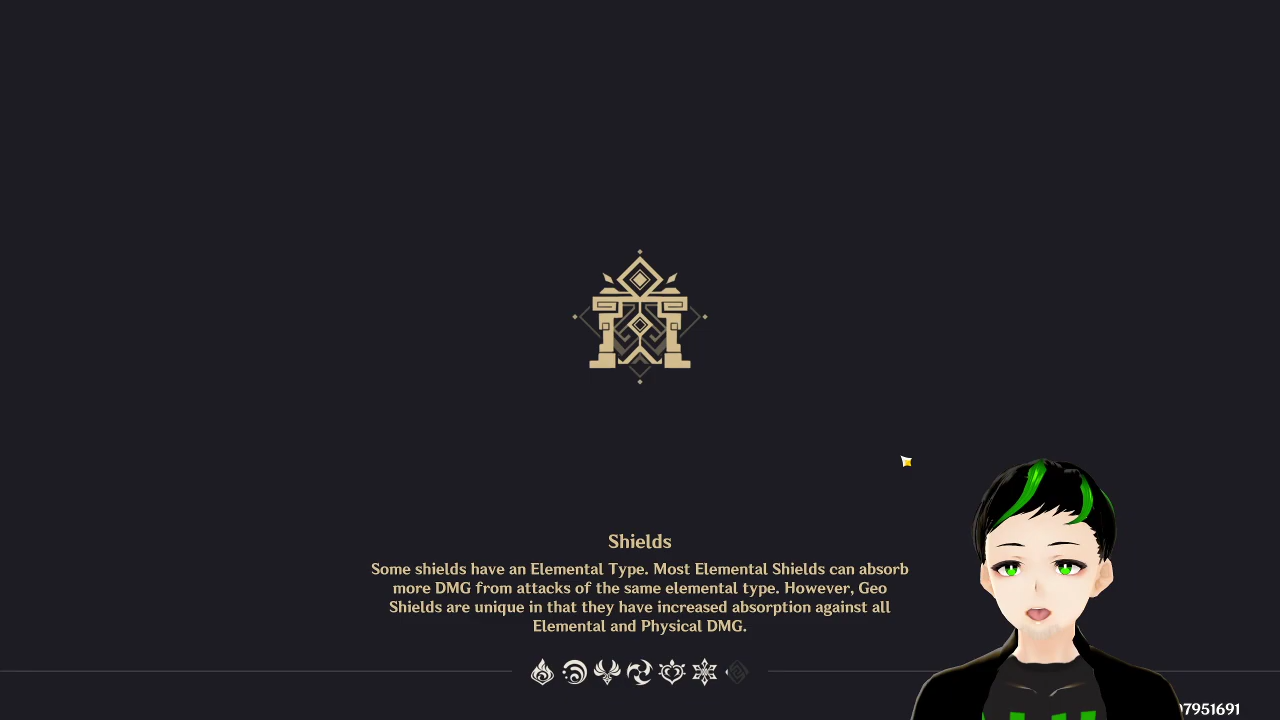 Shields
Some shields have an Elemental Type. Most Elemental Shields can absorb
more DMG from attacks of the same elemental type. However, Geo
Shields are unique in that they have increased absorption against all
Elemental and Physical DMG.
7951691